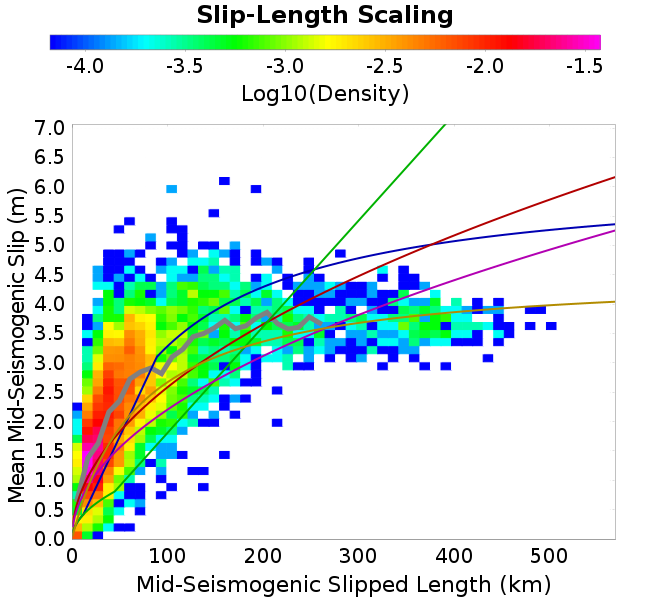 Slip-Length Scaling
-4.0 -3.5 -3.0 -2.5 -2.0 -1.5
Log10(Density)
7.0
6.5
6.0
5.5
5.0
4.5
4.0
3.5
3.0
2.5
2.0
1.5
1.0
0.5
0.0
Mean Mid-Seismogenic Slip (m)
0 100 200 300 400 500
Mid-Seismogenic Slipped Length (km)